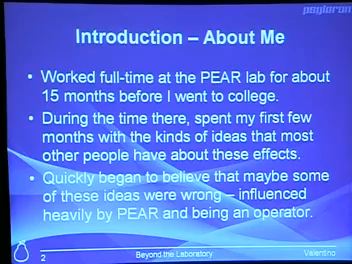 psyleron
Introduction – About Me
• Worked full-time at the PEAR lab for about
15 months before I went to college.
• During the time there, spent my first few
months with the kinds of ideas that most
other people have about these effects.
• Quickly began to believe that maybe some
of these ideas were wrong – influenced
heavily by PEAR and being an operator.
2
Beyond the Laboratory
Valentino